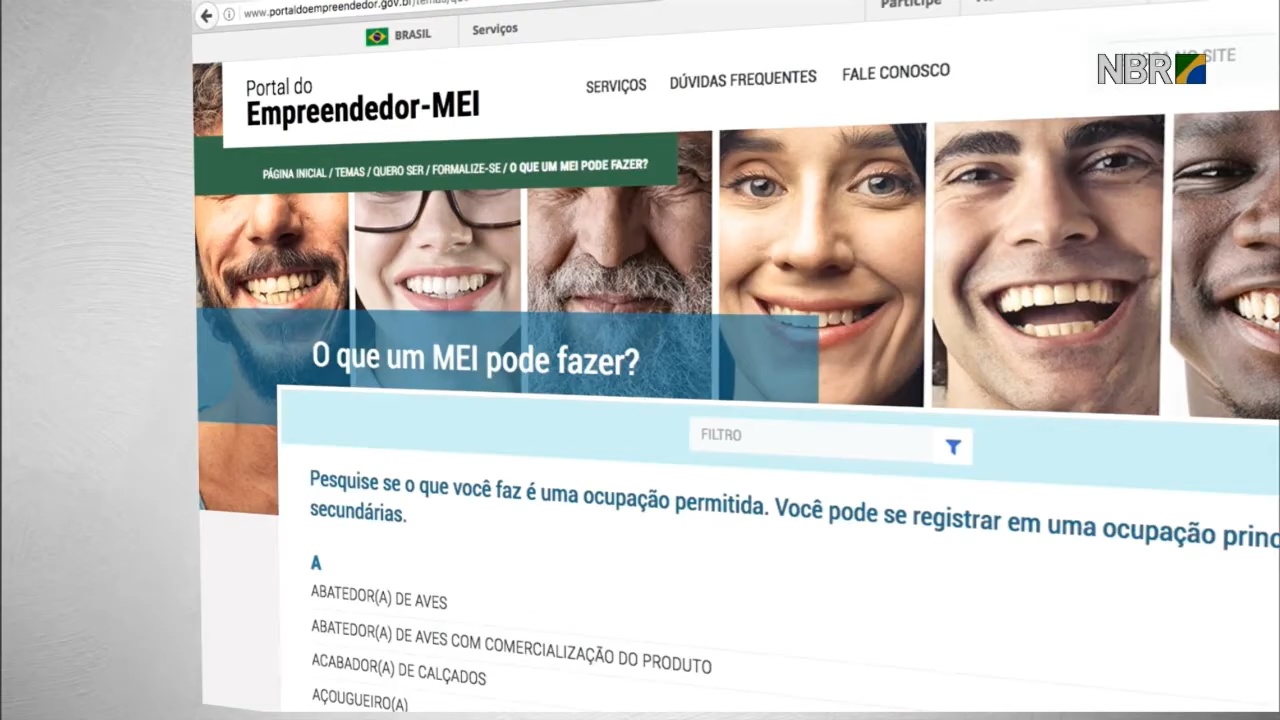 www.portaldoempreendedor.gov.br/temas/
BRASIL
Serviços
Participe
NBR
NO SITE
Portal do
Empreendedor-MEI
SERVIÇOS
DÚVIDAS FREQUENTES
FALE CONOSCO
PÁGINA INICIAL / TEMAS / QUERO SER / FORMALIZE-SE / O QUE UM MEI PODE FAZER?
O que um MEI pode fazer?
FILTRO
Pesquise se o que você faz é uma ocupação permitida. Você pode se registrar em uma ocupação princ
secundárias.
A
ABATEDOR(A) DE AVES
ABATEDOR(A) DE AVES COM COMERCIALIZAÇÃO DO PRODUTO
ACABADOR(A) DE CALÇADOS
AÇOUGUEIRO(A)